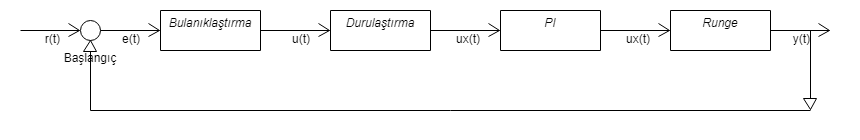 Bulanıklaştırma
Durulaştırma
PI
Runge
r(t)
e(t)
u(t)
ux(t)
ux(t)
y(t)
Başlangıç